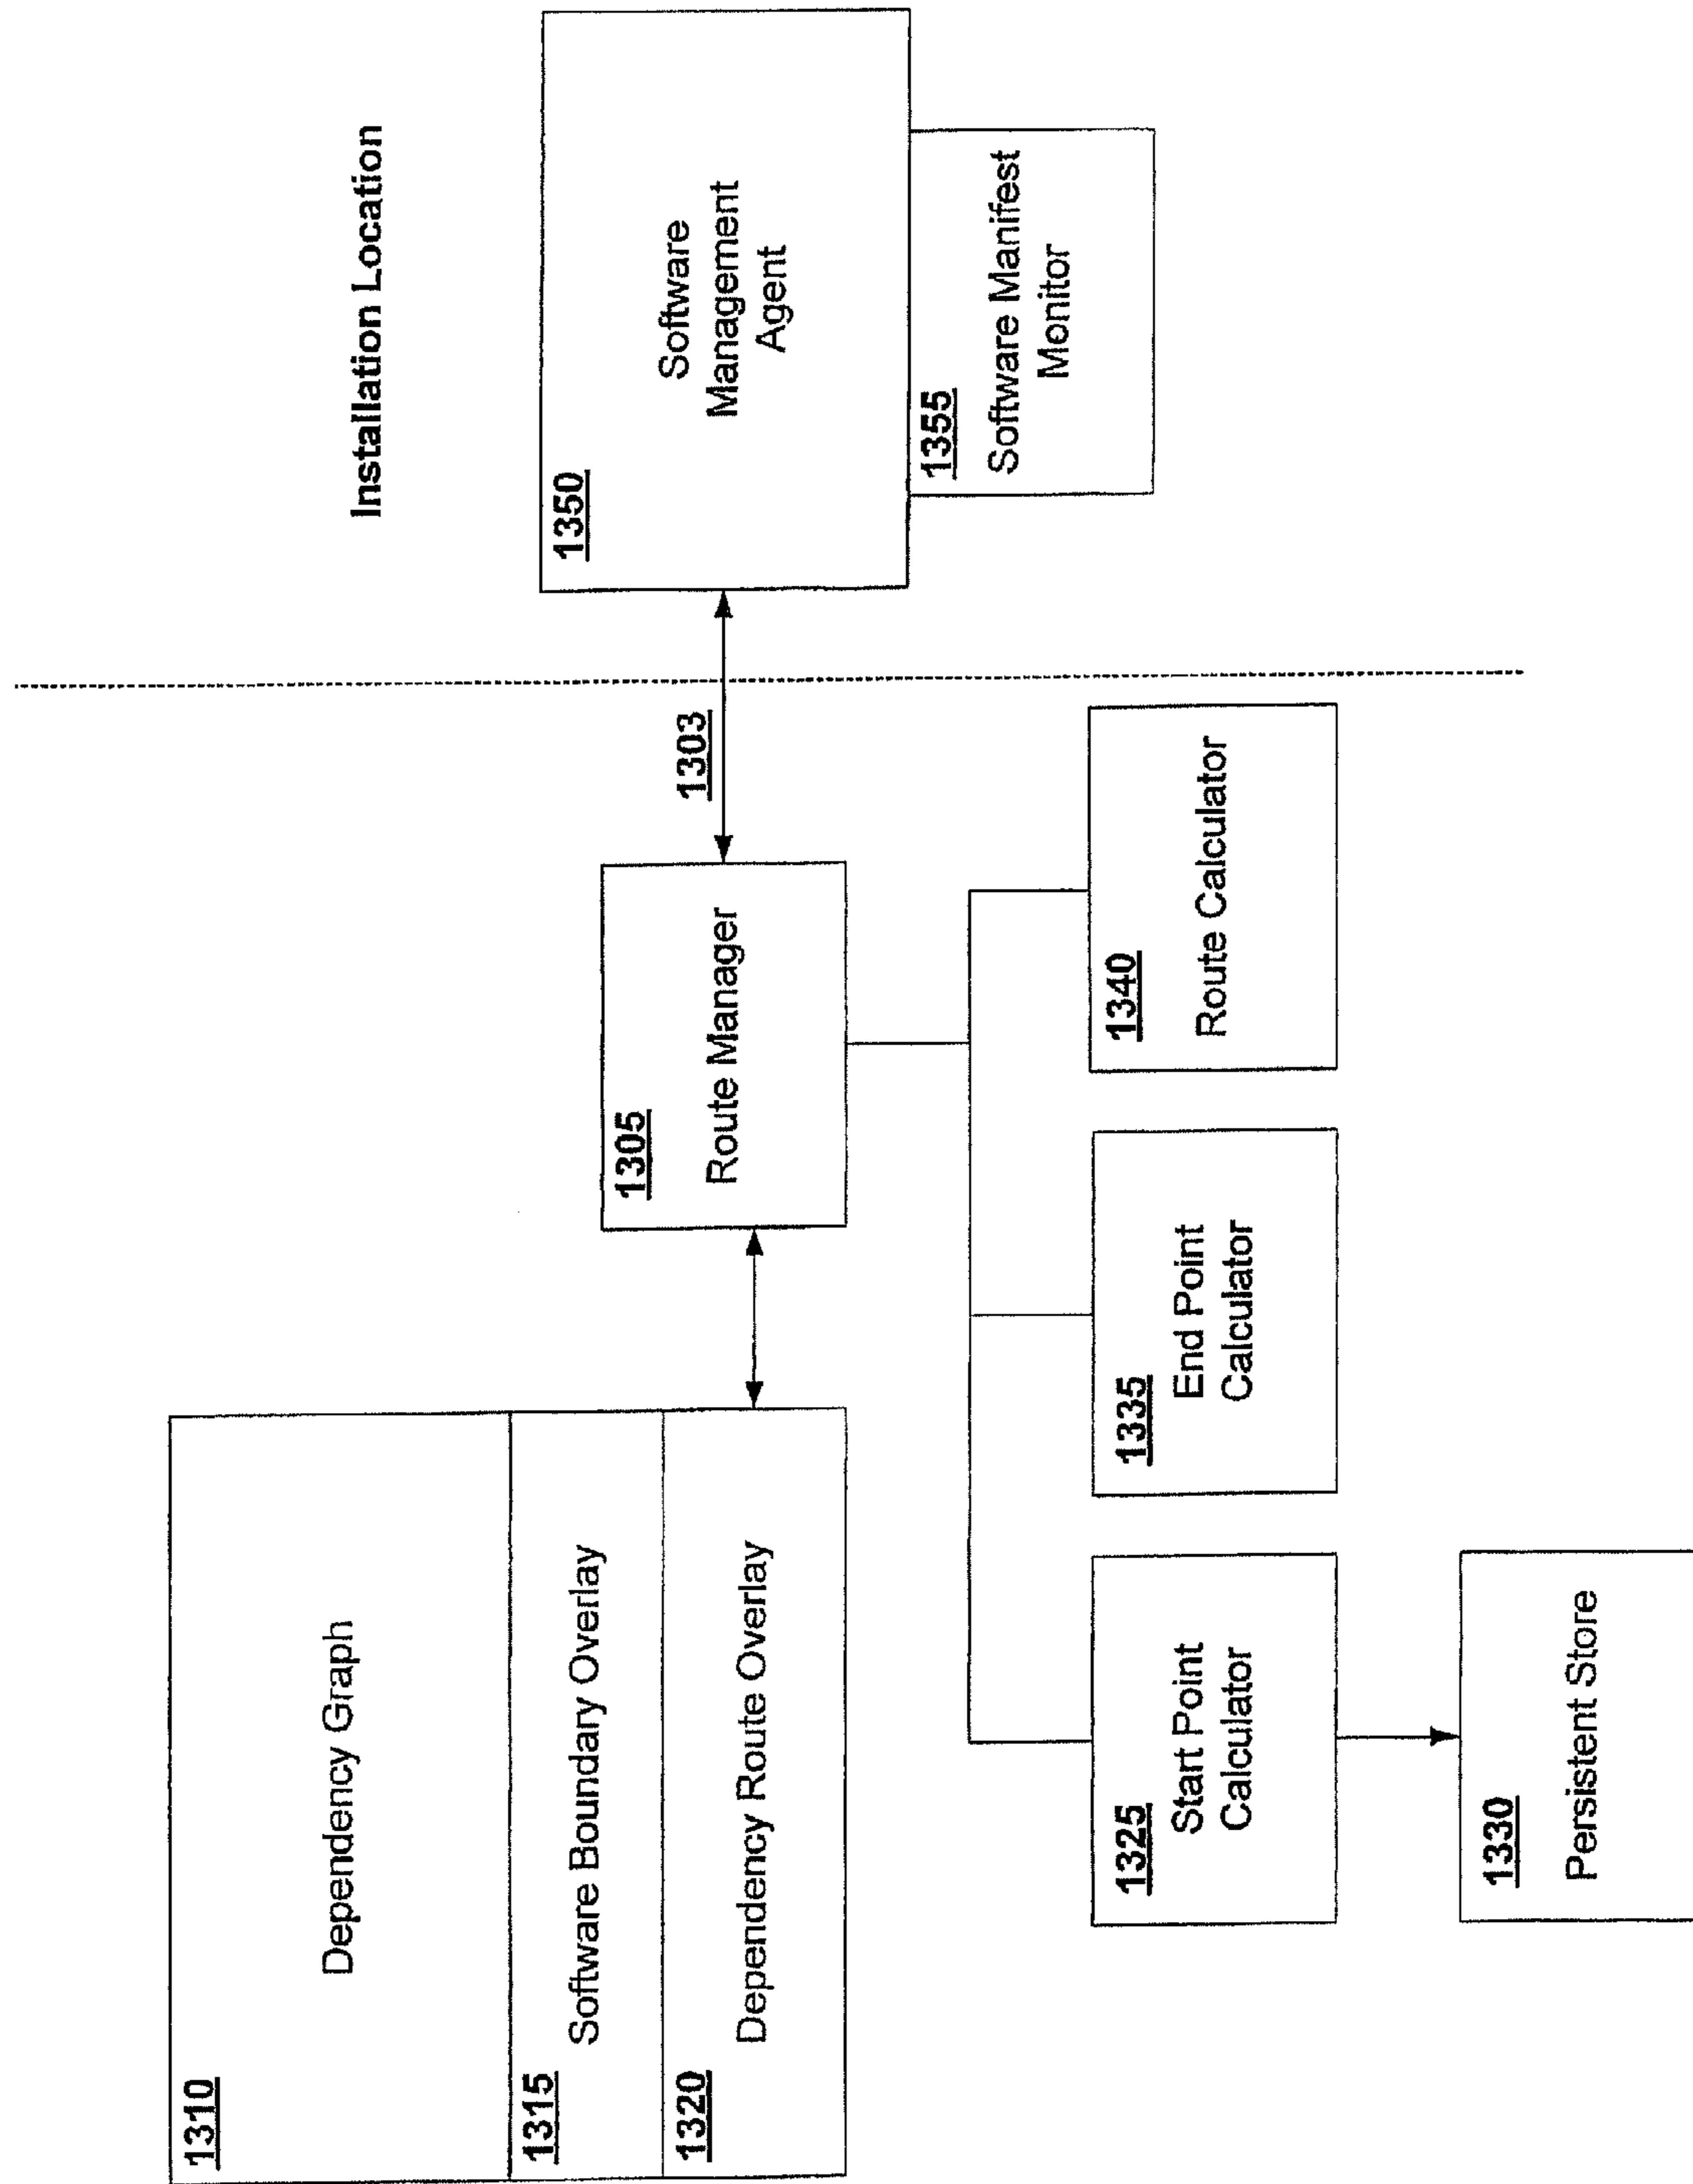 Installation Location
1310
Dependency Graph
1315
Software Boundary Overlay
1320
Dependency Route Overlay
1305
Route Manager
1303
1350
Software
Management
Agent
1355
Software Manifest
Monitor
1325
Start Point
Calculator
1335
End Point
Calculator
1340
Route Calculator
1330
Persistent Store